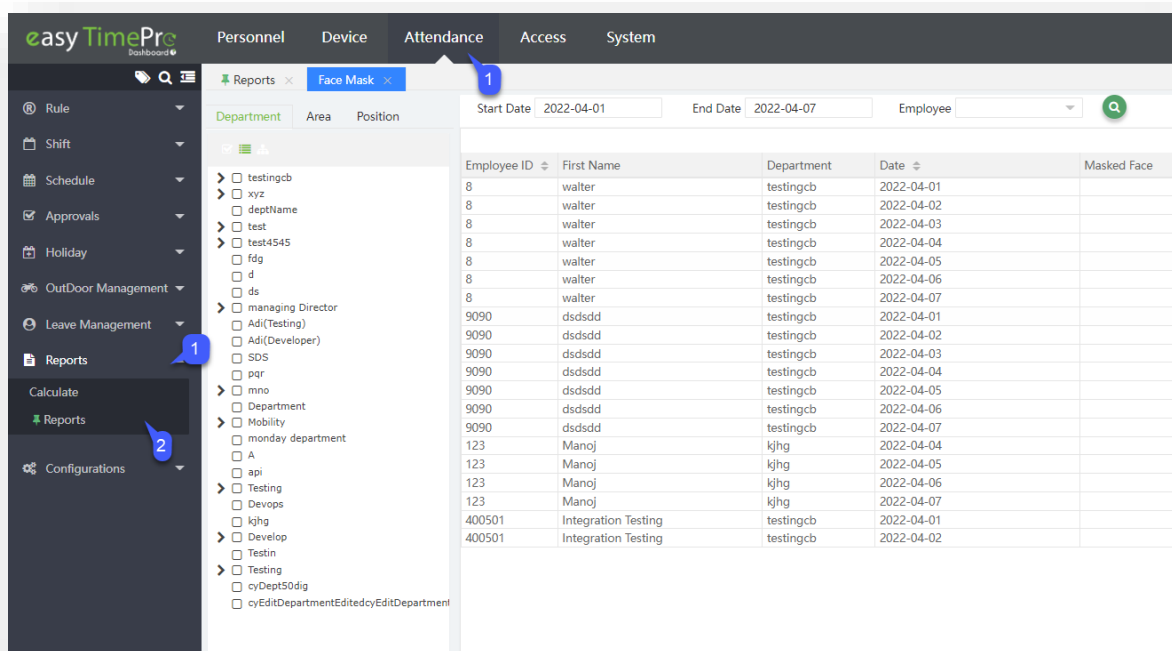 easy TimePro
Dashboard
Personnel Device Attendance Access System
1
Reports × Face Mask ×
1
Rule
Shift
Schedule
Approvals
Holiday
OutDoor Management
Leave Management
Reports
1
Calculate
Reports
2
Configurations
Department Area Position
testingcb
xyz
deptName
test
test4545
fdg
d
ds
managing Director
Adi(Testing)
Adi(Developer)
SDS
pqr
mno
Department
Mobility
monday department
A
api
Testing
Devops
kjhg
Develop
Testin
Testing
cyDept50dig
cyEditDepartmentEditedcyEditDepartment
Start Date 2022-04-01 End Date 2022-04-07 Employee
Employee ID First Name Department Date Masked Face
8 walter testingcb 2022-04-01
8 walter testingcb 2022-04-02
8 walter testingcb 2022-04-03
8 walter testingcb 2022-04-04
8 walter testingcb 2022-04-05
8 walter testingcb 2022-04-06
8 walter testingcb 2022-04-07
9090 dsdsdd testingcb 2022-04-01
9090 dsdsdd testingcb 2022-04-02
9090 dsdsdd testingcb 2022-04-03
9090 dsdsdd testingcb 2022-04-04
9090 dsdsdd testingcb 2022-04-05
9090 dsdsdd testingcb 2022-04-06
9090 dsdsdd testingcb 2022-04-07
123 Manoj kjhg 2022-04-04
123 Manoj kjhg 2022-04-05
123 Manoj kjhg 2022-04-06
123 Manoj kjhg 2022-04-07
400501 Integration Testing testingcb 2022-04-01
400501 Integration Testing testingcb 2022-04-02